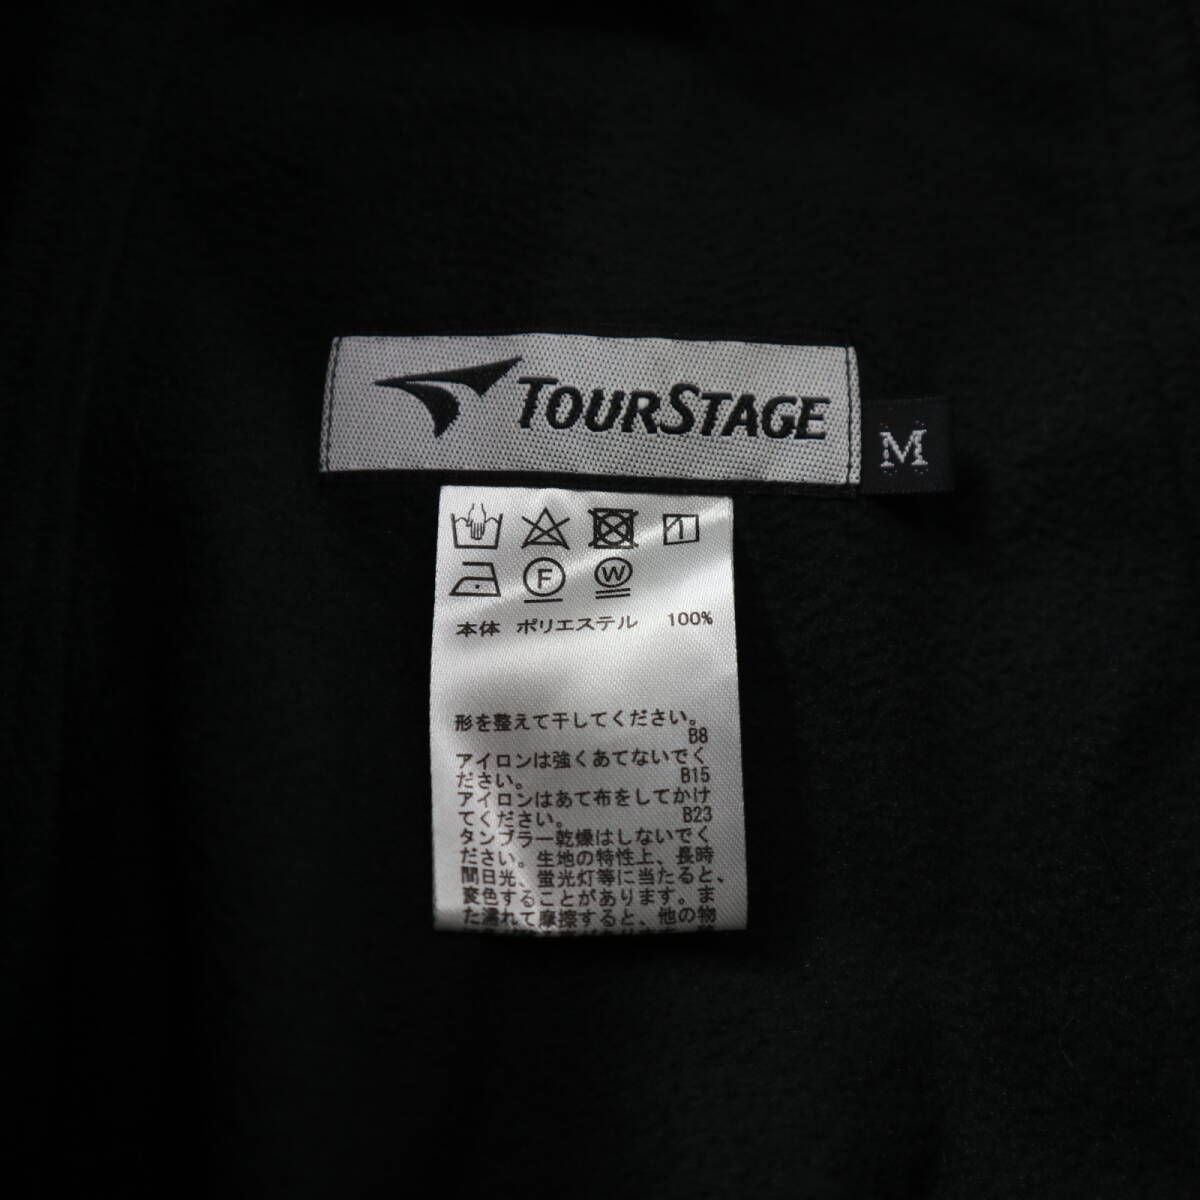 TOURSTAGE
M
F W
本体 ポリエステル 100%
形を整えて干してください。
B8
アイロンは強くあてないでく
ださい。 B15
アイロンはあて布をしてかけ
てください。 B23
タンブラー乾燥はしないでく
ださい。生地の特性上、長時
間日光、蛍光灯等に当たると、
変色することがあります。ま
た濡れて摩擦すると、他の物